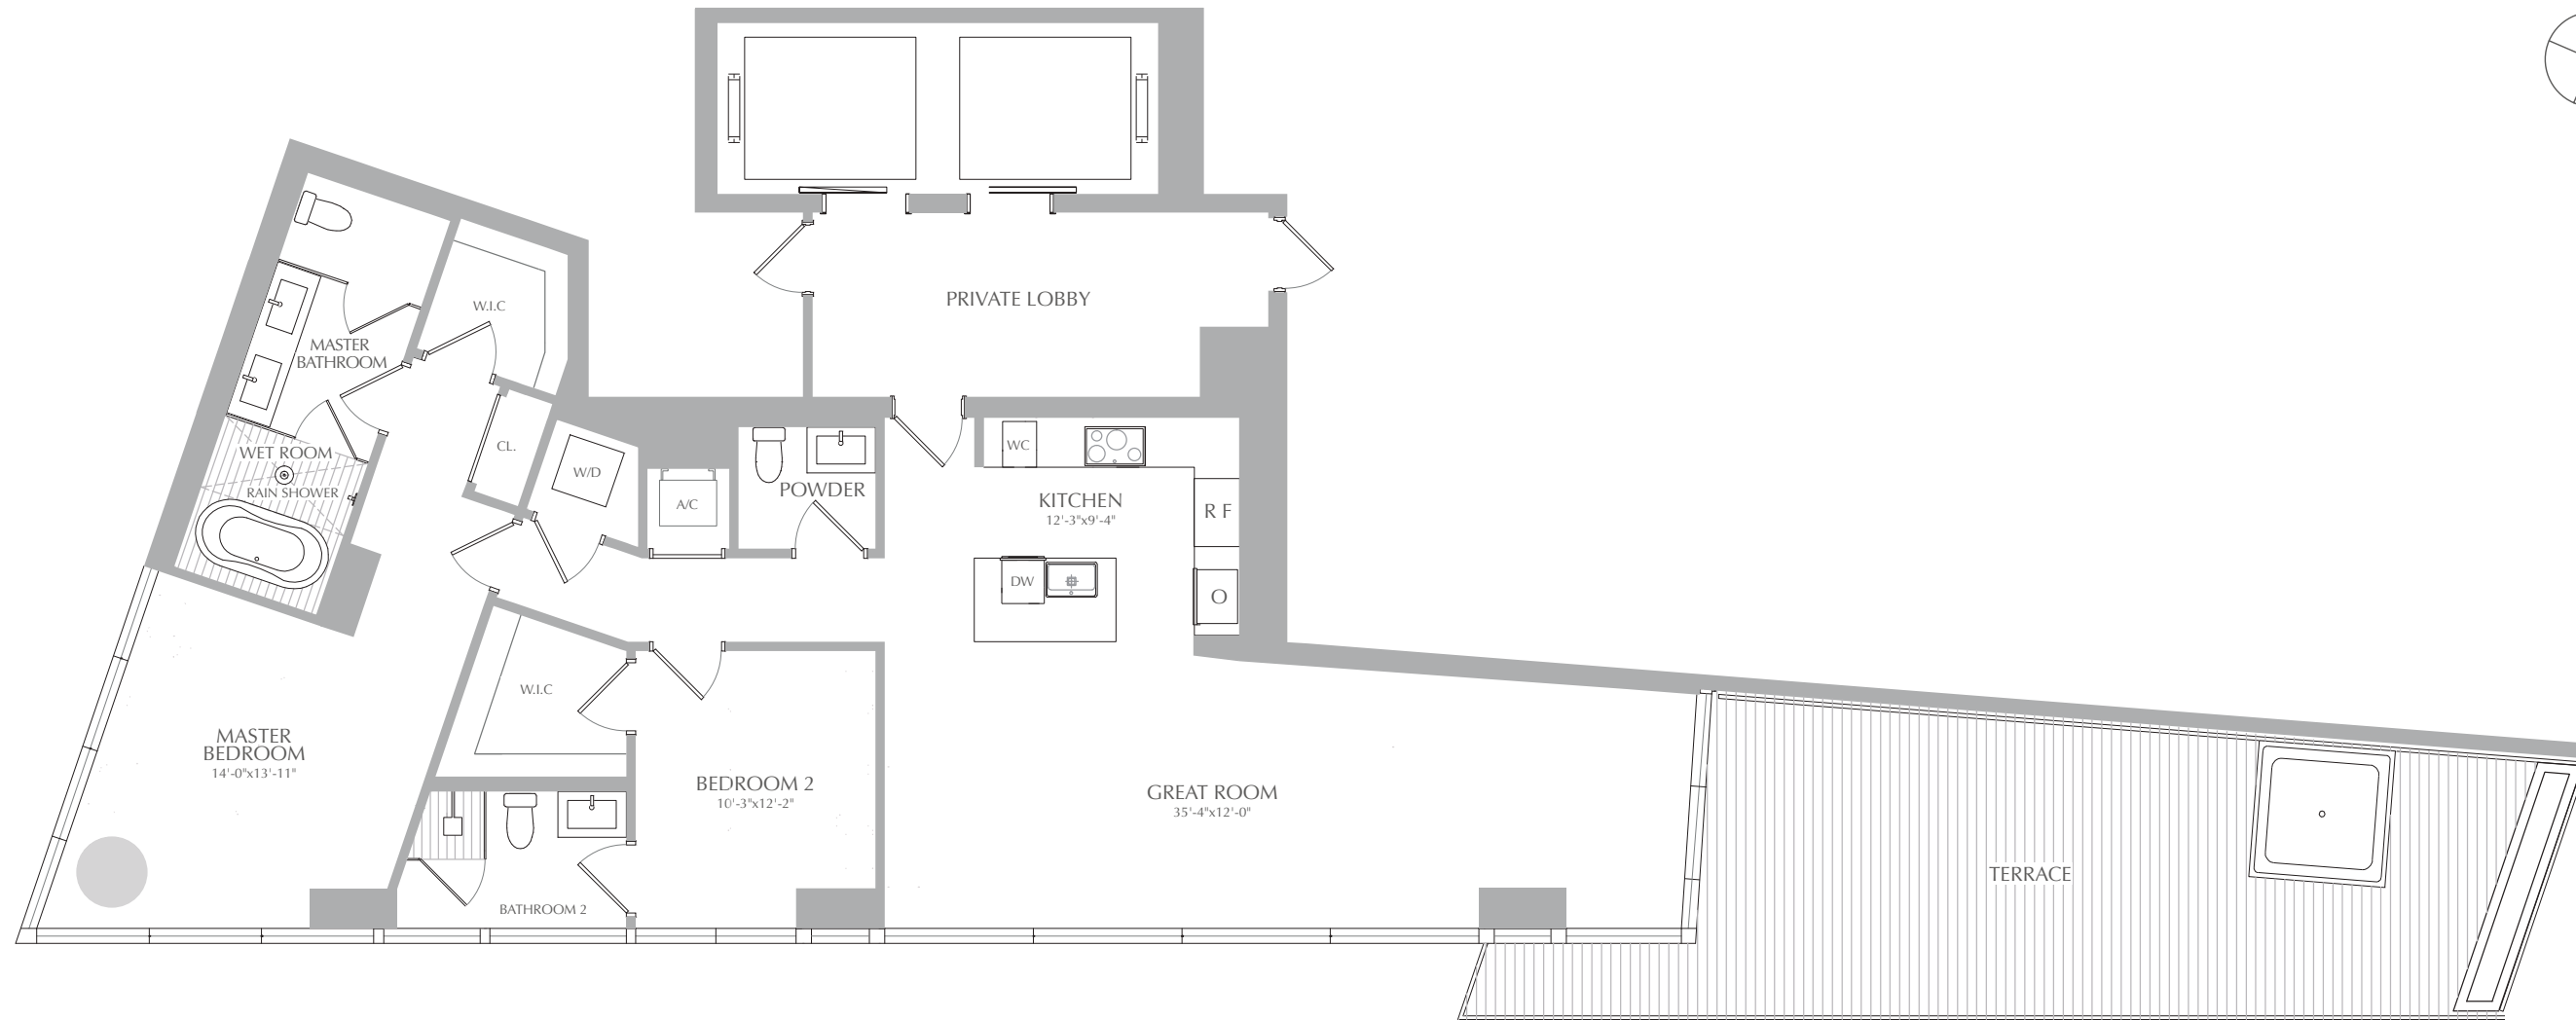 PRIVATE LOBBY
W.I.C
MASTER
BATHROOM
WET ROOM
RAIN SHOWER
CL.
W/D
A/C
POWDER
WC
KITCHEN
12'-3"x9'-4"
R F
DW
O
W.I.C
MASTER
BEDROOM
14'-0"x13'-11"
BEDROOM 2
10'-3"x12'-2"
GREAT ROOM
35'-4"x12'-0"
TERRACE
BATHROOM 2